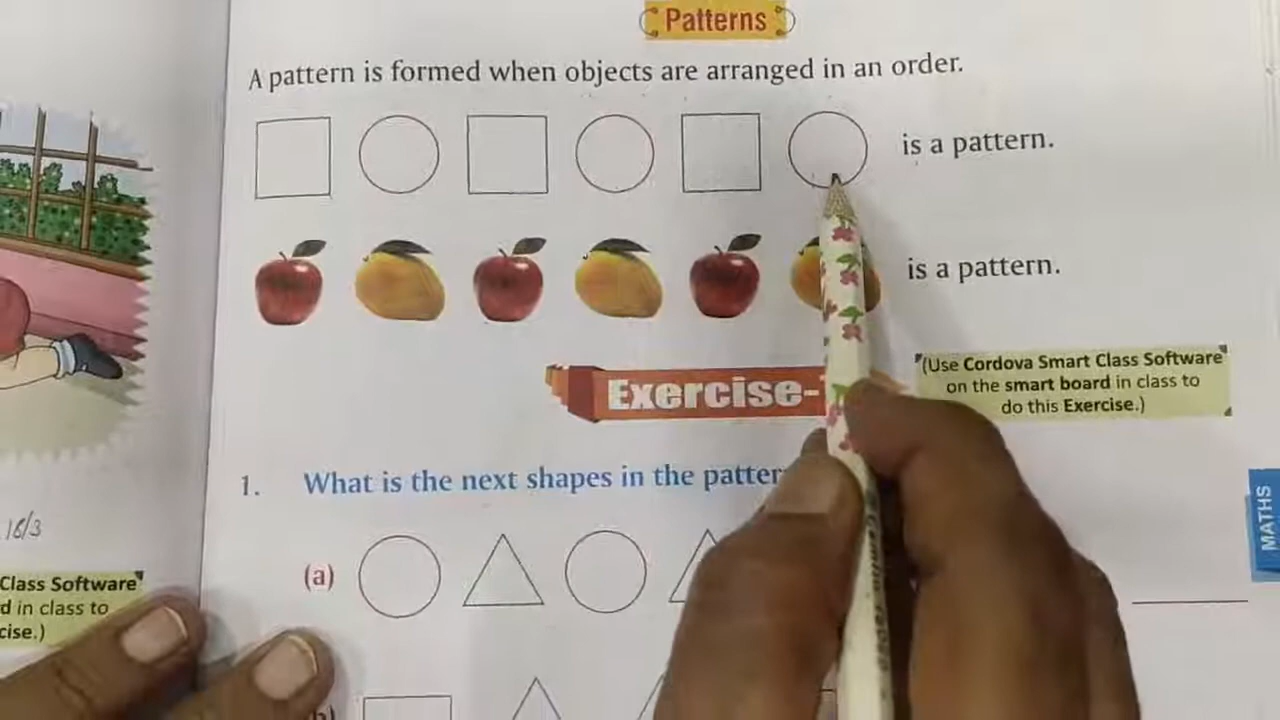 Patterns
A pattern is formed when objects are arranged in an order.
is a pattern.
is a pattern.
Exercise-
(Use Cordova Smart Class Software
on the smart board in class to
do this Exercise.)
1. What is the next shapes in the
(a)
MATHS
16/3
Class Software
d in class to
cise.)